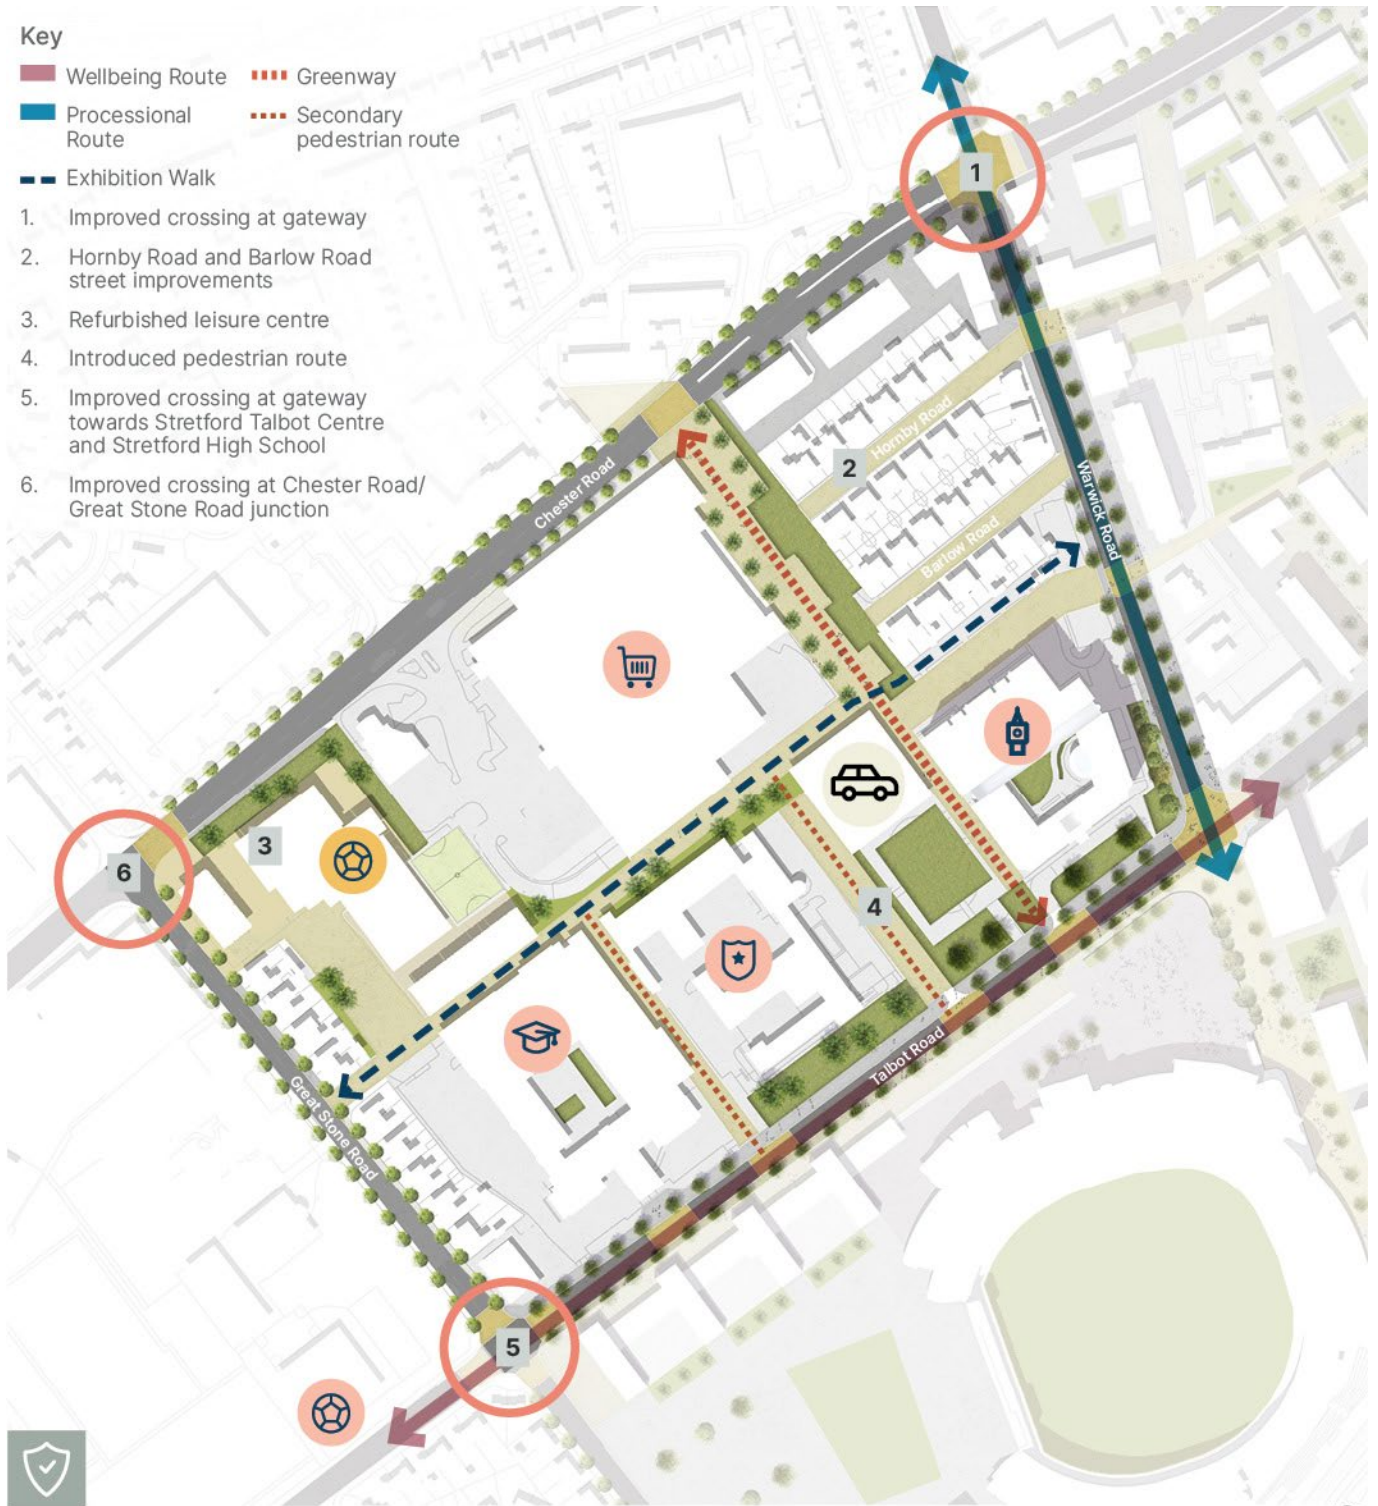 Key
Wellbeing Route
Greenway
Processional
Route
Secondary
pedestrian route
Exhibition Walk
1. Improved crossing at gateway
2. Hornby Road and Barlow Road
street improvements
3. Refurbished leisure centre
4. Introduced pedestrian route
5. Improved crossing at gateway
towards Stretford Talbot Centre
and Stretford High School
6. Improved crossing at Chester Road/
Great Stone Road junction
1
Hornby Road
2
Chester Road
Warwick Road
Barlow Road
3
6
4
Talbot Road
Great Stone Road
5